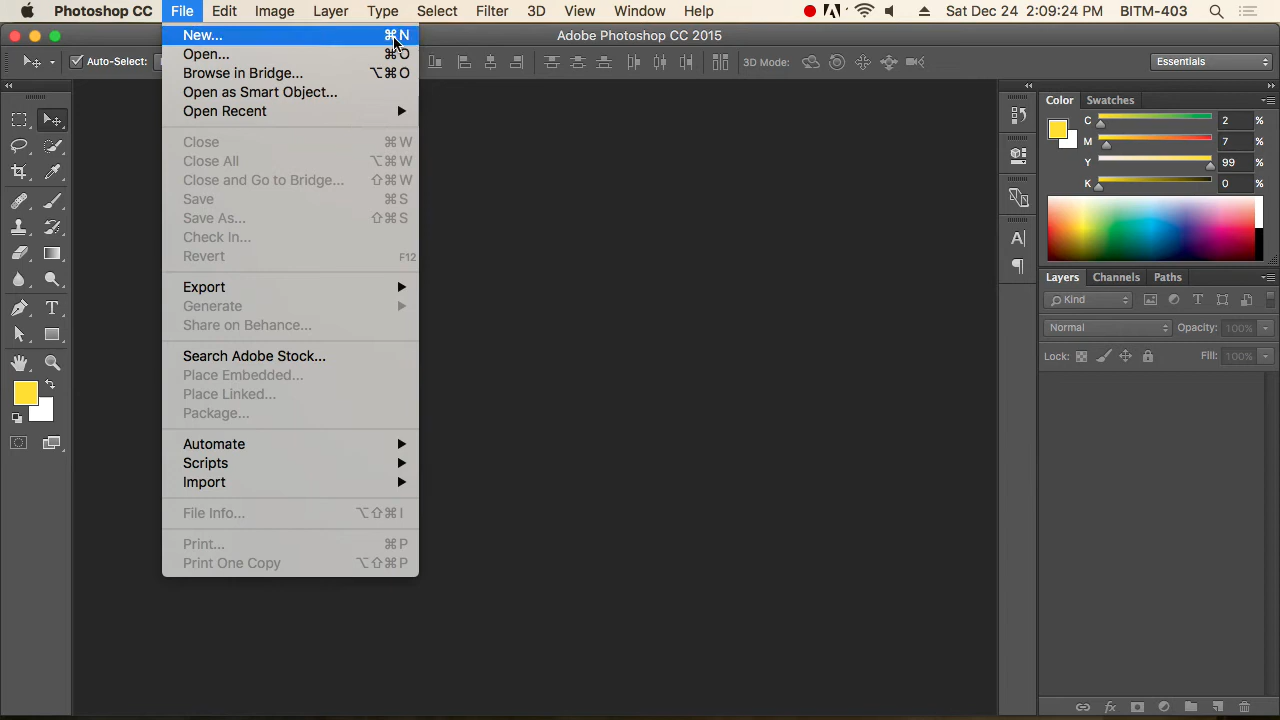 Photoshop CC File Edit Image Layer Type Select Filter 3D View Window Help Sat Dec 24 2:09:24 PM BITM-403
Adobe Photoshop CC 2015
Auto-Select: 3D Mode: Essentials
New... ⌘N
Open... ⌘O
Browse in Bridge... ⌥⌘O
Open as Smart Object...
Open Recent
Close ⌘W
Close All ⌥⌘W
Close and Go to Bridge... ⇧⌘W
Save ⌘S
Save As... ⇧⌘S
Check In...
Revert F12
Export
Generate
Share on Behance...
Search Adobe Stock...
Place Embedded...
Place Linked...
Package...
Automate
Scripts
Import
File Info... ⌥⇧⌘I
Print... ⌘P
Print One Copy ⌥⇧⌘P
Color Swatches
C 2 %
M 7 %
Y 99 %
K 0 %
Layers Channels Paths
Kind
Normal Opacity: 100%
Lock: Fill: 100%